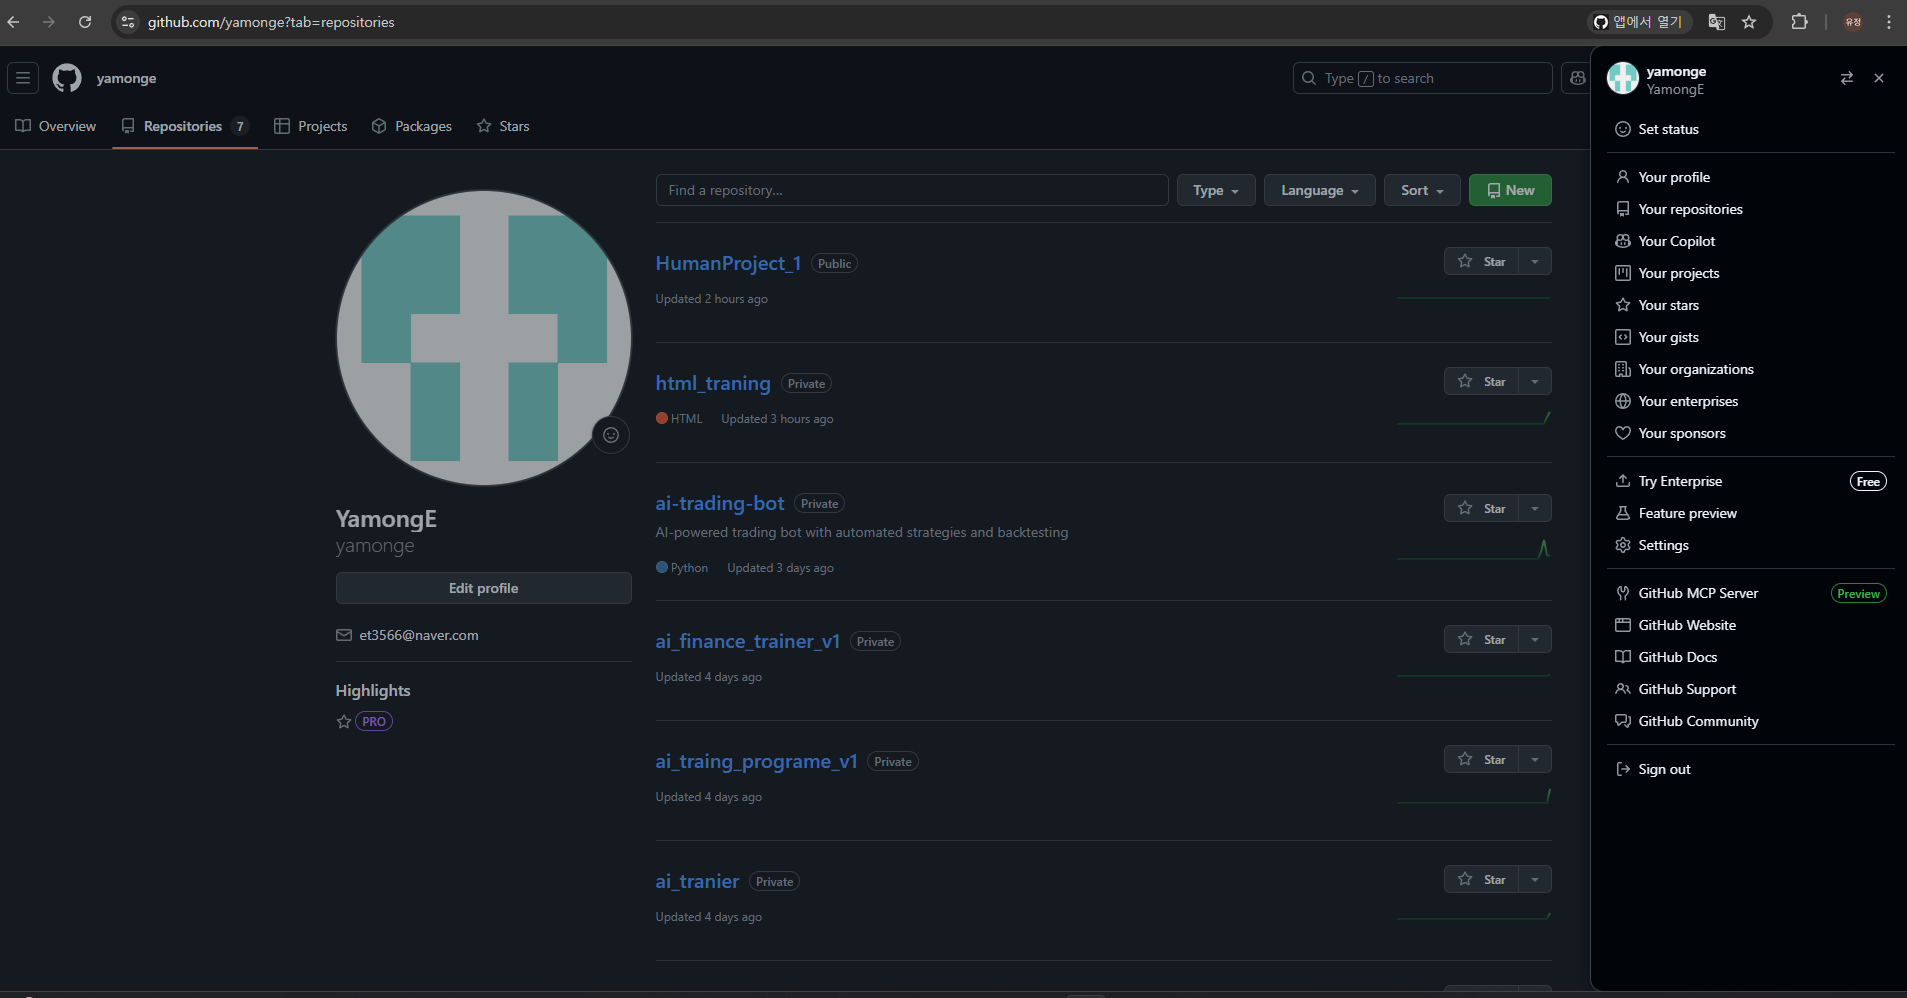 github.com/yamonge?tab=repositories
앱에서 열기
유정
yamonge
Type / to search
Overview
Repositories 7
Projects
Packages
Stars
Find a repository...
Type
Language
Sort
New
HumanProject_1 Public
Star
Updated 2 hours ago
html_traning Private
Star
HTML Updated 3 hours ago
ai-trading-bot Private
Star
AI-powered trading bot with automated strategies and backtesting
Python Updated 3 days ago
ai_finance_trainer_v1 Private
Star
Updated 4 days ago
ai_traing_programe_v1 Private
Star
Updated 4 days ago
ai_tranier Private
Star
Updated 4 days ago
YamongE
yamonge
Edit profile
et3566@naver.com
Highlights
PRO
yamonge
YamongE
Set status
Your profile
Your repositories
Your Copilot
Your projects
Your stars
Your gists
Your organizations
Your enterprises
Your sponsors
Try Enterprise Free
Feature preview
Settings
GitHub MCP Server Preview
GitHub Website
GitHub Docs
GitHub Support
GitHub Community
Sign out